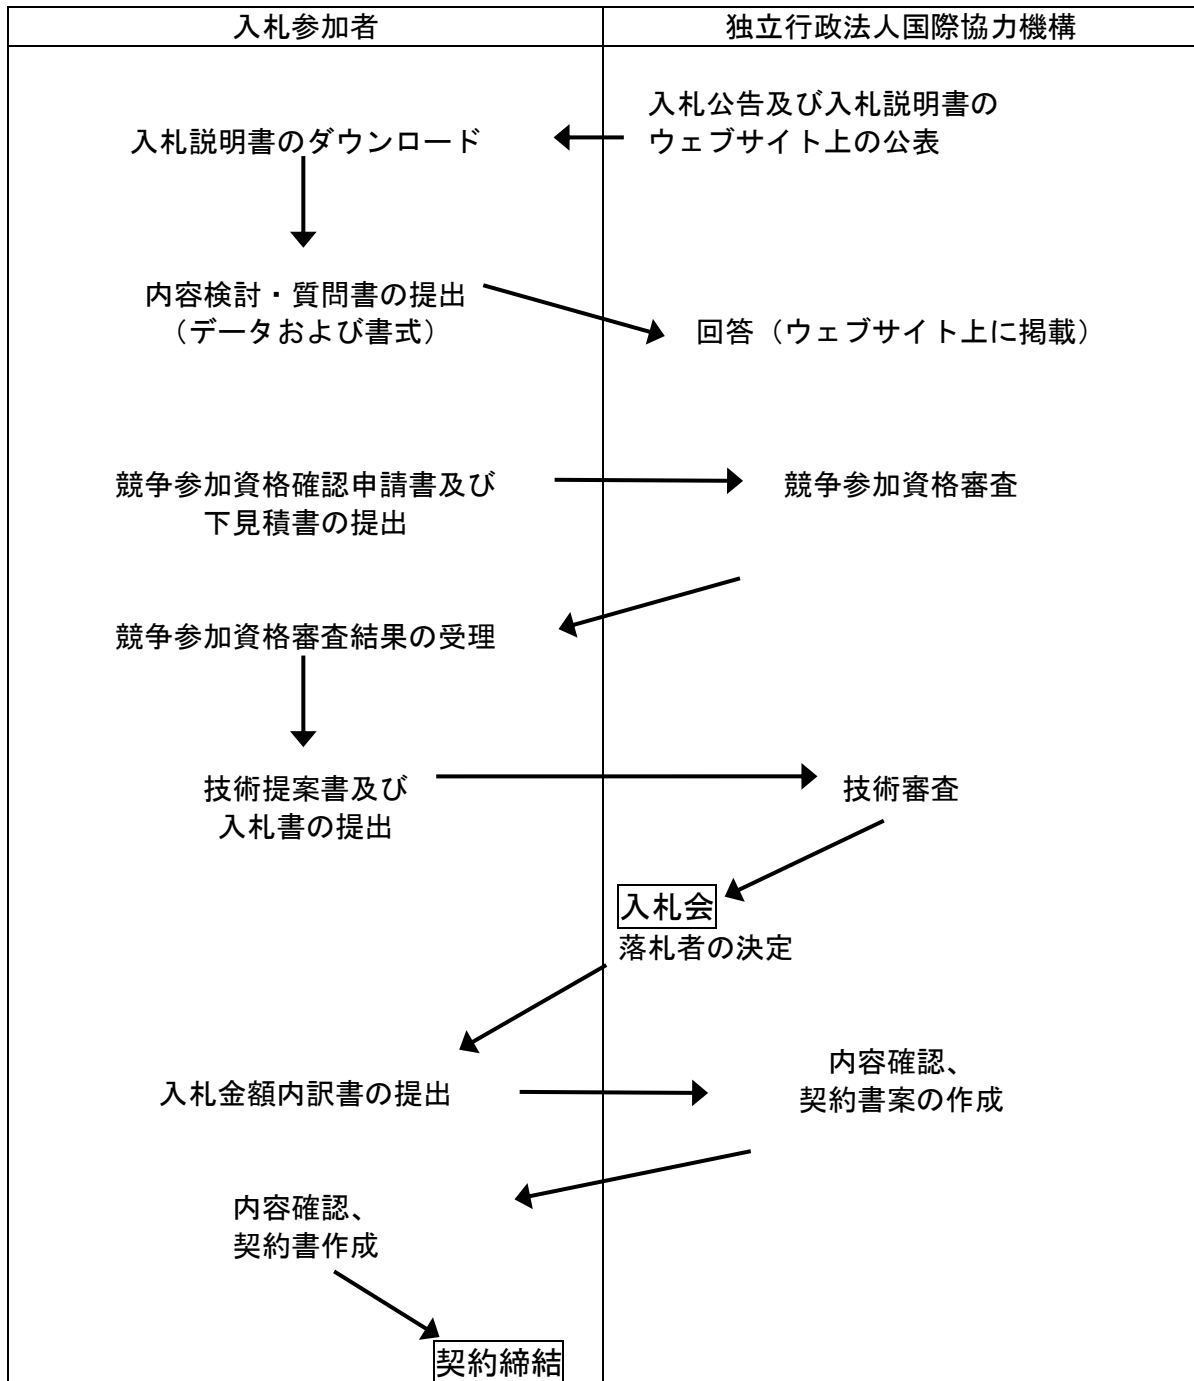 入札参加者
独立行政法人国際協力機構
入札公告及び入札説明書の
ウェブサイト上の公表
入札説明書のダウンロード
内容検討・質問書の提出
（データおよび書式）
回答（ウェブサイト上に掲載）
競争参加資格確認申請書及び
下見積書の提出
競争参加資格審査
競争参加資格審査結果の受理
技術提案書及び
入札書の提出
技術審査
入札会
落札者の決定
入札金額内訳書の提出
内容確認、
契約書案の作成
内容確認、
契約書作成
契約締結